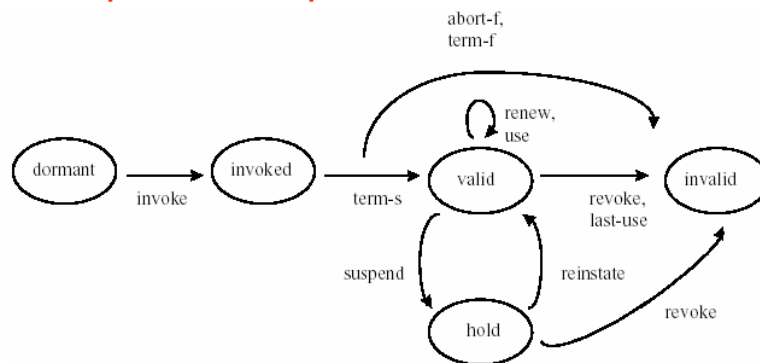 abort-f,
term-f
renew,
use
dormant
invoke
invoked
term-s
valid
revoke,
last-use
invalid
suspend
reinstate
hold
revoke